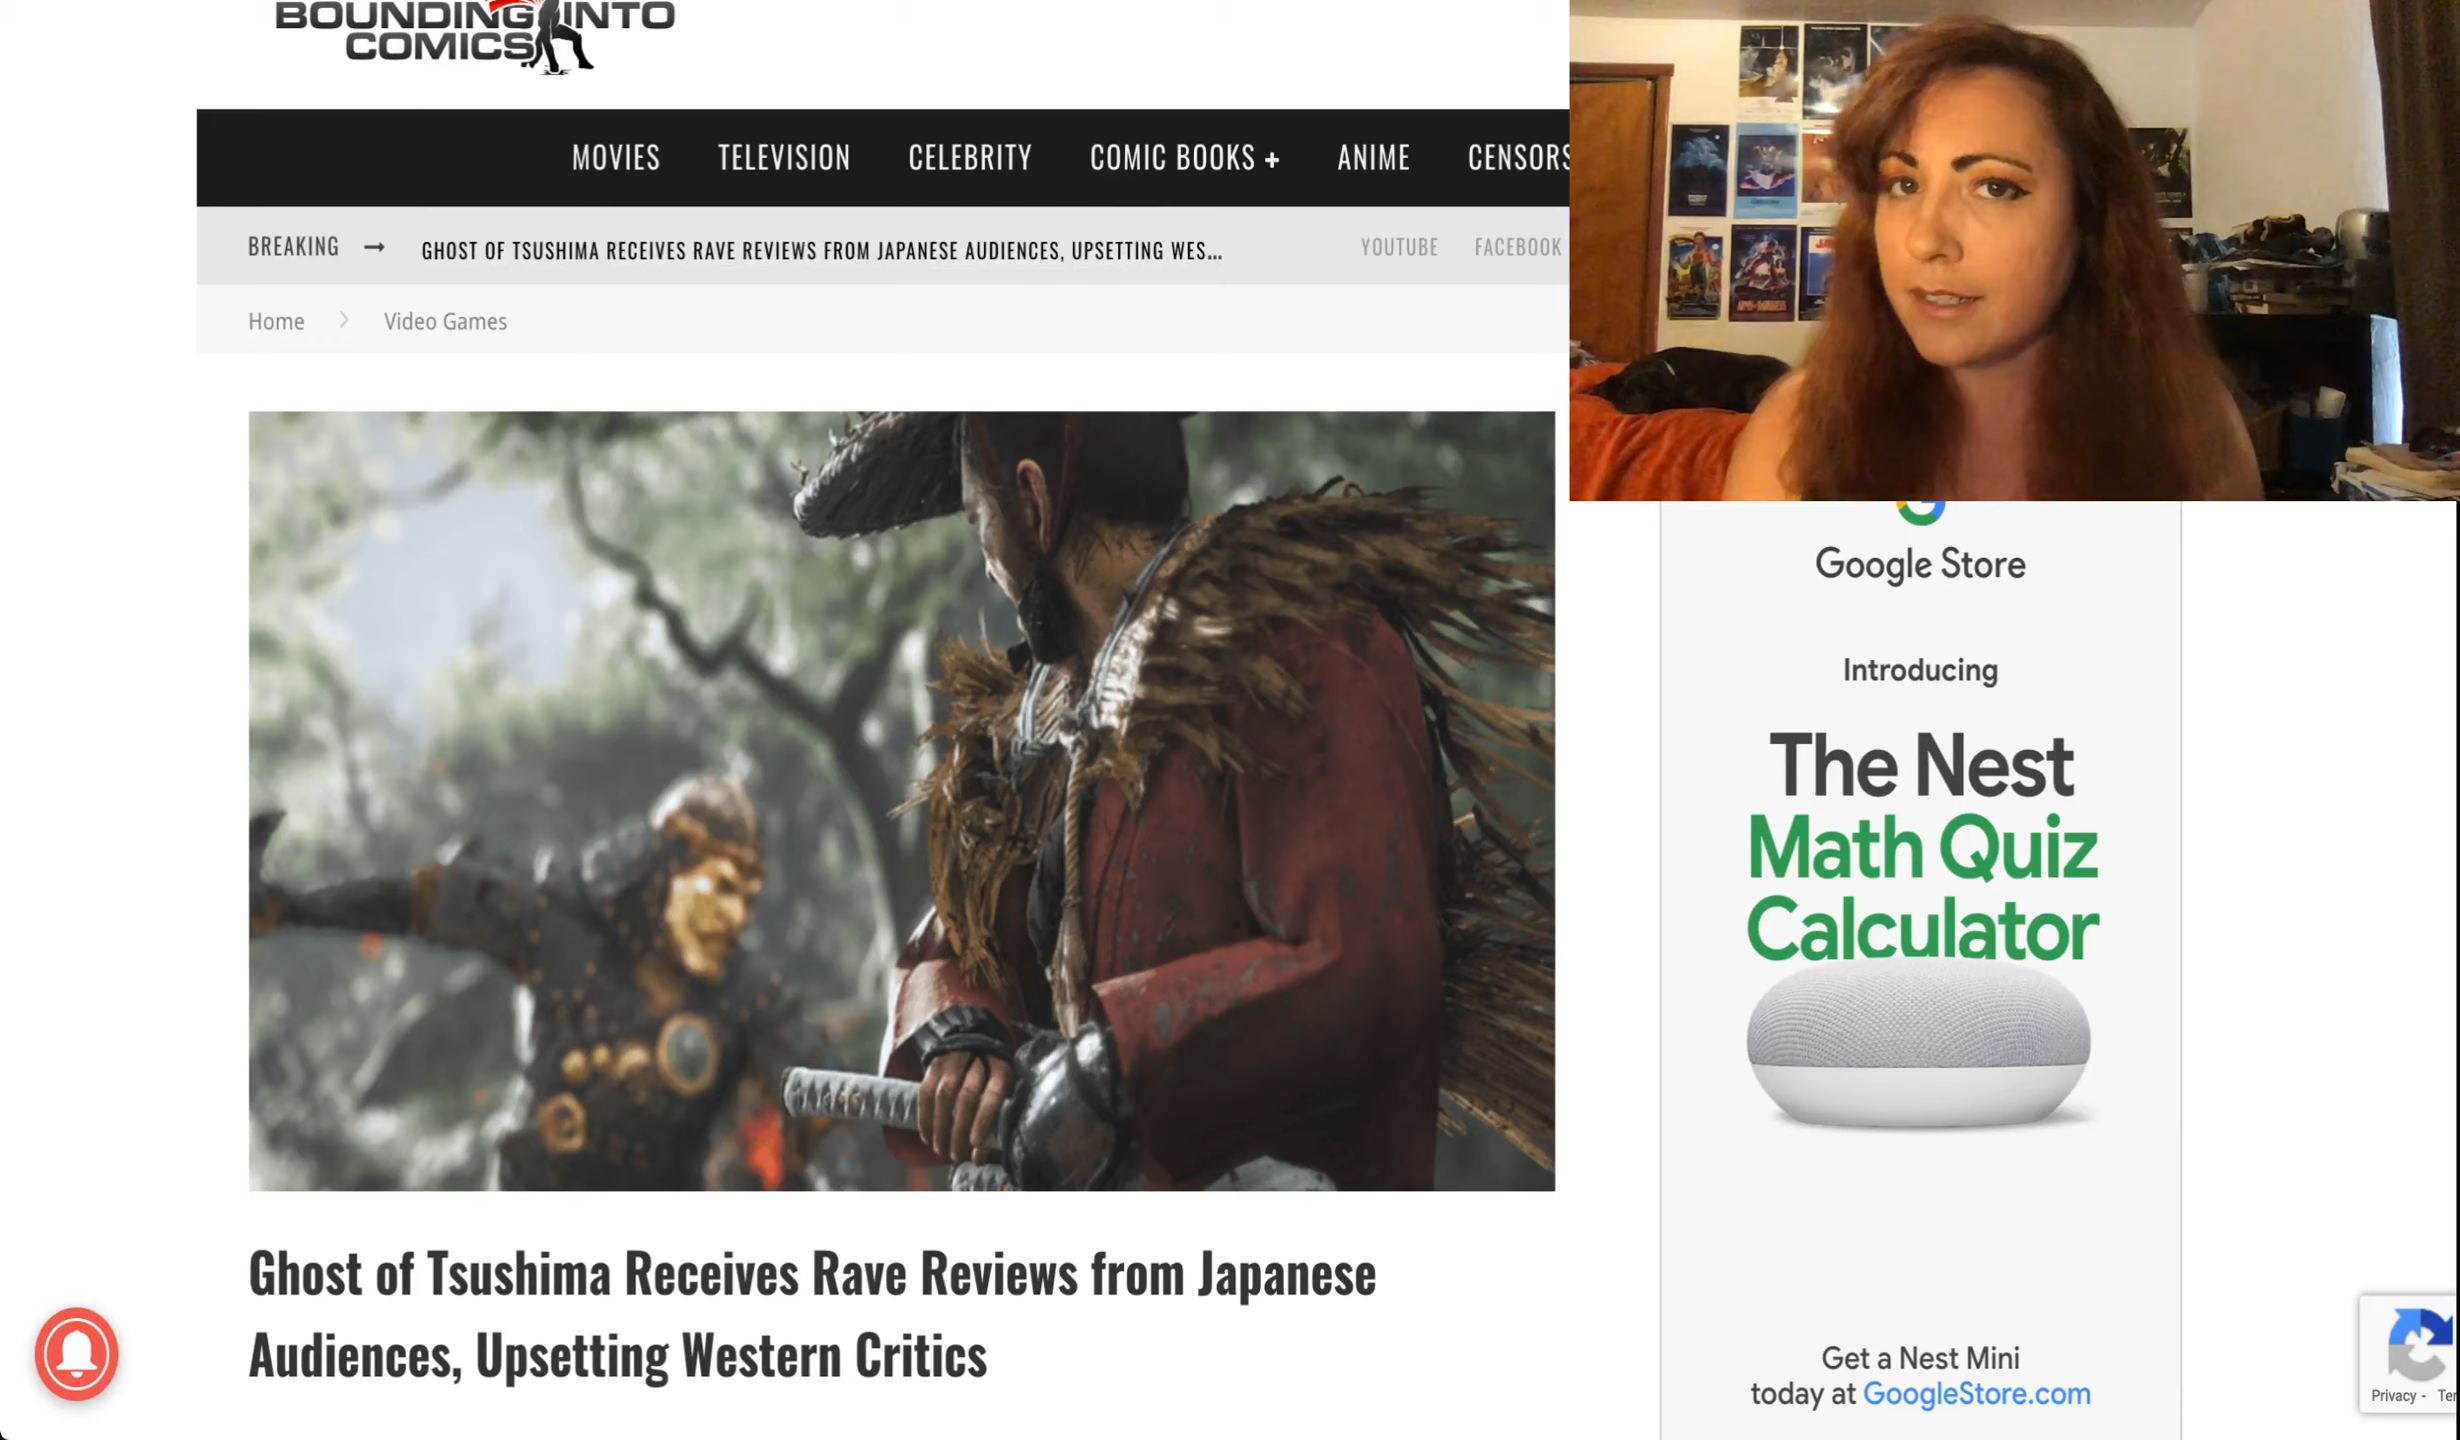 BOUNDING INTO
COMICS
MOVIES TELEVISION CELEBRITY COMIC BOOKS + ANIME CENSORS
BREAKING → GHOST OF TSUSHIMA RECEIVES RAVE REVIEWS FROM JAPANESE AUDIENCES, UPSETTING WES... YOUTUBE FACEBOOK
Home > Video Games
Ghost of Tsushima Receives Rave Reviews from Japanese
Audiences, Upsetting Western Critics
Google Store
Introducing
The Nest
Math Quiz
Calculator
Get a Nest Mini
today at GoogleStore.com
Privacy - Ter